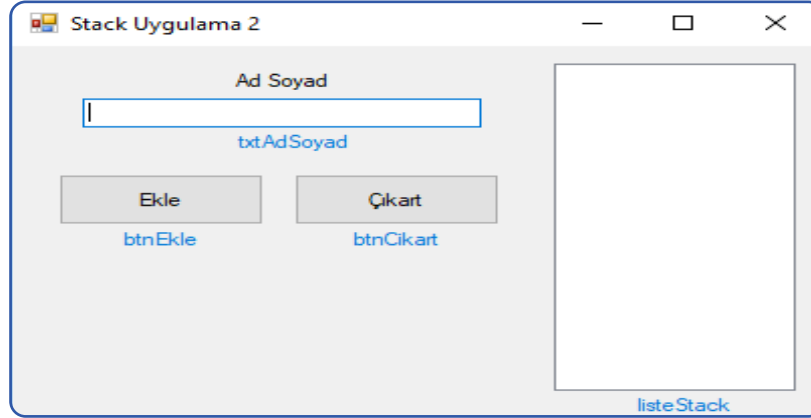 Stack Uygulama 2
Ad Soyad
txtAdSoyad
Ekle
Çıkart
btnEkle
btnCikart
listeStack